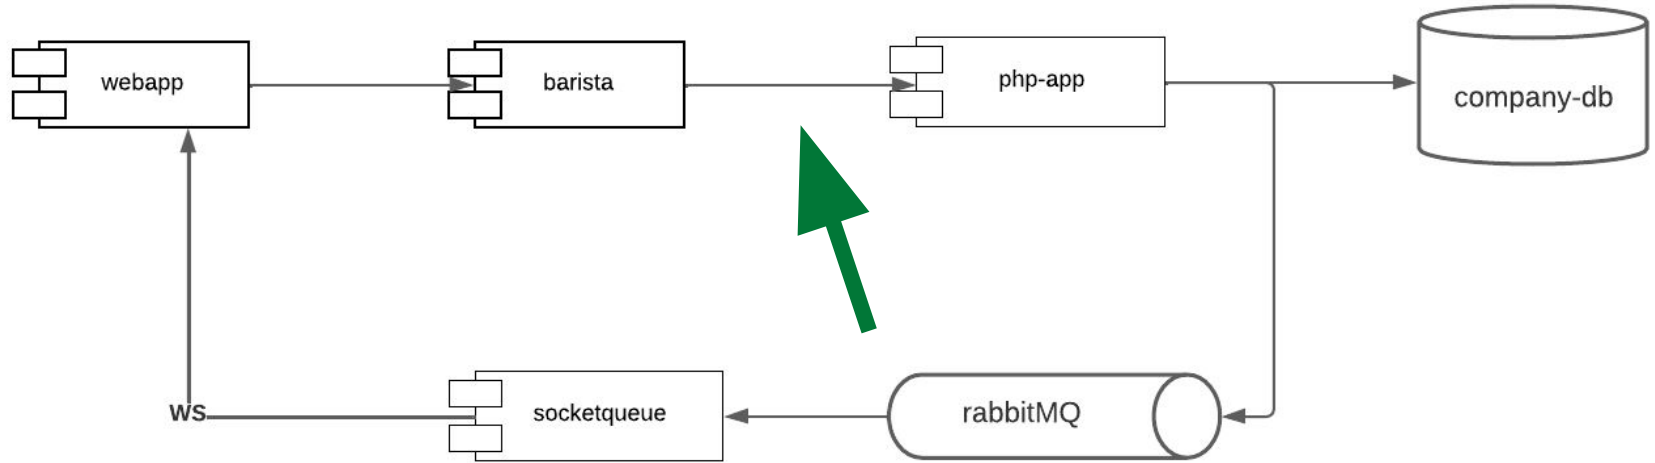 webapp
barista
php-app
company-db
WS
socketqueue
rabbitMQ